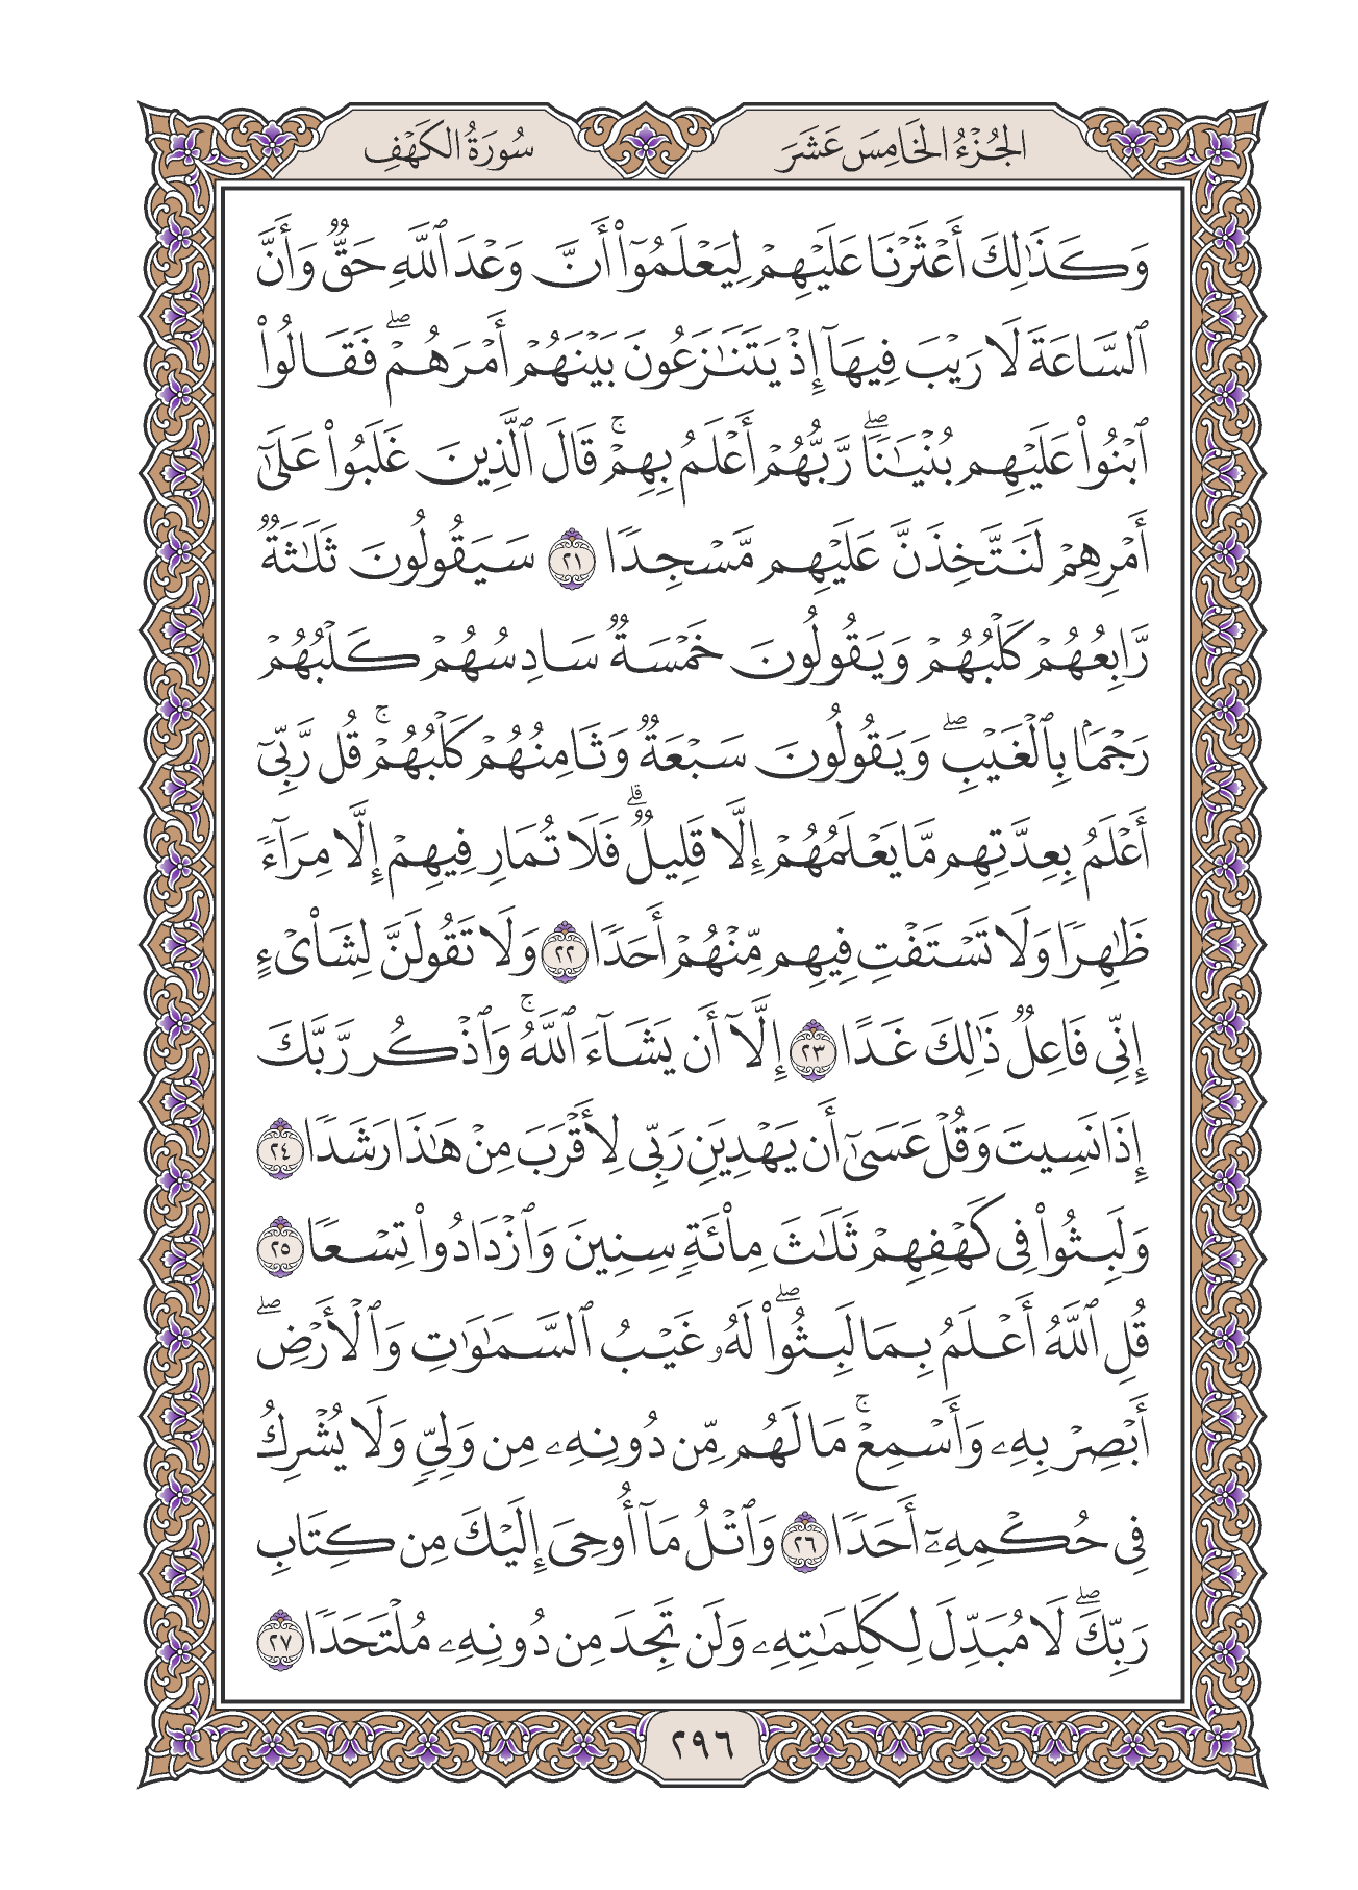 الجُزْءُ الخَامِسَ عَشَرَ
سُورَةُ الكَهْفِ
وَكَذَٰلِكَ أَعْثَرْنَا عَلَيْهِمْ لِيَعْلَمُوٓا۟ أَنَّ وَعْدَ ٱللَّهِ حَقٌّ وَأَنَّ
ٱلسَّاعَةَ لَا رَيْبَ فِيهَآ إِذْ يَتَنَٰزَعُونَ بَيْنَهُمْ أَمْرَهُمْۖ فَقَالُوا۟
ٱبْنُوا۟ عَلَيْهِم بُنْيَٰنًاۖ رَّبُّهُمْ أَعْلَمُ بِهِمْۚ قَالَ ٱلَّذِينَ غَلَبُوا۟ عَلَىٰٓ
أَمْرِهِمْ لَنَتَّخِذَنَّ عَلَيْهِم مَّسْجِدًا ٢١ سَيَقُولُونَ ثَلَٰثَةٌ
رَّابِعُهُمْ كَلْبُهُمْ وَيَقُولُونَ خَمْسَةٌ سَادِسُهُمْ كَلْبُهُمْ
رَجْمًۢا بِٱلْغَيْبِۖ وَيَقُولُونَ سَبْعَةٌ وَثَامِنُهُمْ كَلْبُهُمْۚ قُل رَّبِّىٓ
أَعْلَمُ بِعِدَّتِهِم مَّا يَعْلَمُهُمْ إِلَّا قَلِيلٌۗ فَلَا تُمَارِ فِيهِمْ إِلَّا مِرَآءً
ظَٰهِرًا وَلَا تَسْتَفْتِ فِيهِم مِّنْهُمْ أَحَدًا ٢٢ وَلَا تَقُولَنَّ لِشَا۟ىْءٍ
إِنِّى فَاعِلٌ ذَٰلِكَ غَدًا ٢٣ إِلَّآ أَن يَشَآءَ ٱللَّهُۚ وَٱذْكُر رَّبَّكَ
إِذَا نَسِيتَ وَقُلْ عَسَىٰٓ أَن يَهْدِيَنِ رَبِّى لِأَقْرَبَ مِنْ هَٰذَا رَشَدًا ٢٤
وَلَبِثُوا۟ فِى كَهْفِهِمْ ثَلَٰثَ مِا۟ئَةٍ سِنِينَ وَٱزْدَادُوا۟ تِسْعًا ٢٥
قُلِ ٱللَّهُ أَعْلَمُ بِمَا لَبِثُوا۟ۖ لَهُۥ غَيْبُ ٱلسَّمَٰوَٰتِ وَٱلْأَرْضِۖ
أَبْصِرْ بِهِۦ وَأَسْمِعْۚ مَا لَهُم مِّن دُونِهِۦ مِن وَلِىٍّ وَلَا يُشْرِكُ
فِى حُكْمِهِۦٓ أَحَدًا ٢٦ وَٱتْلُ مَآ أُوحِىَ إِلَيْكَ مِن كِتَابِ
رَبِّكَۖ لَا مُبَدِّلَ لِكَلِمَٰتِهِۦ وَلَن تَجِدَ مِن دُونِهِۦ مُلْتَحَدًا ٢٧
٢٩٦